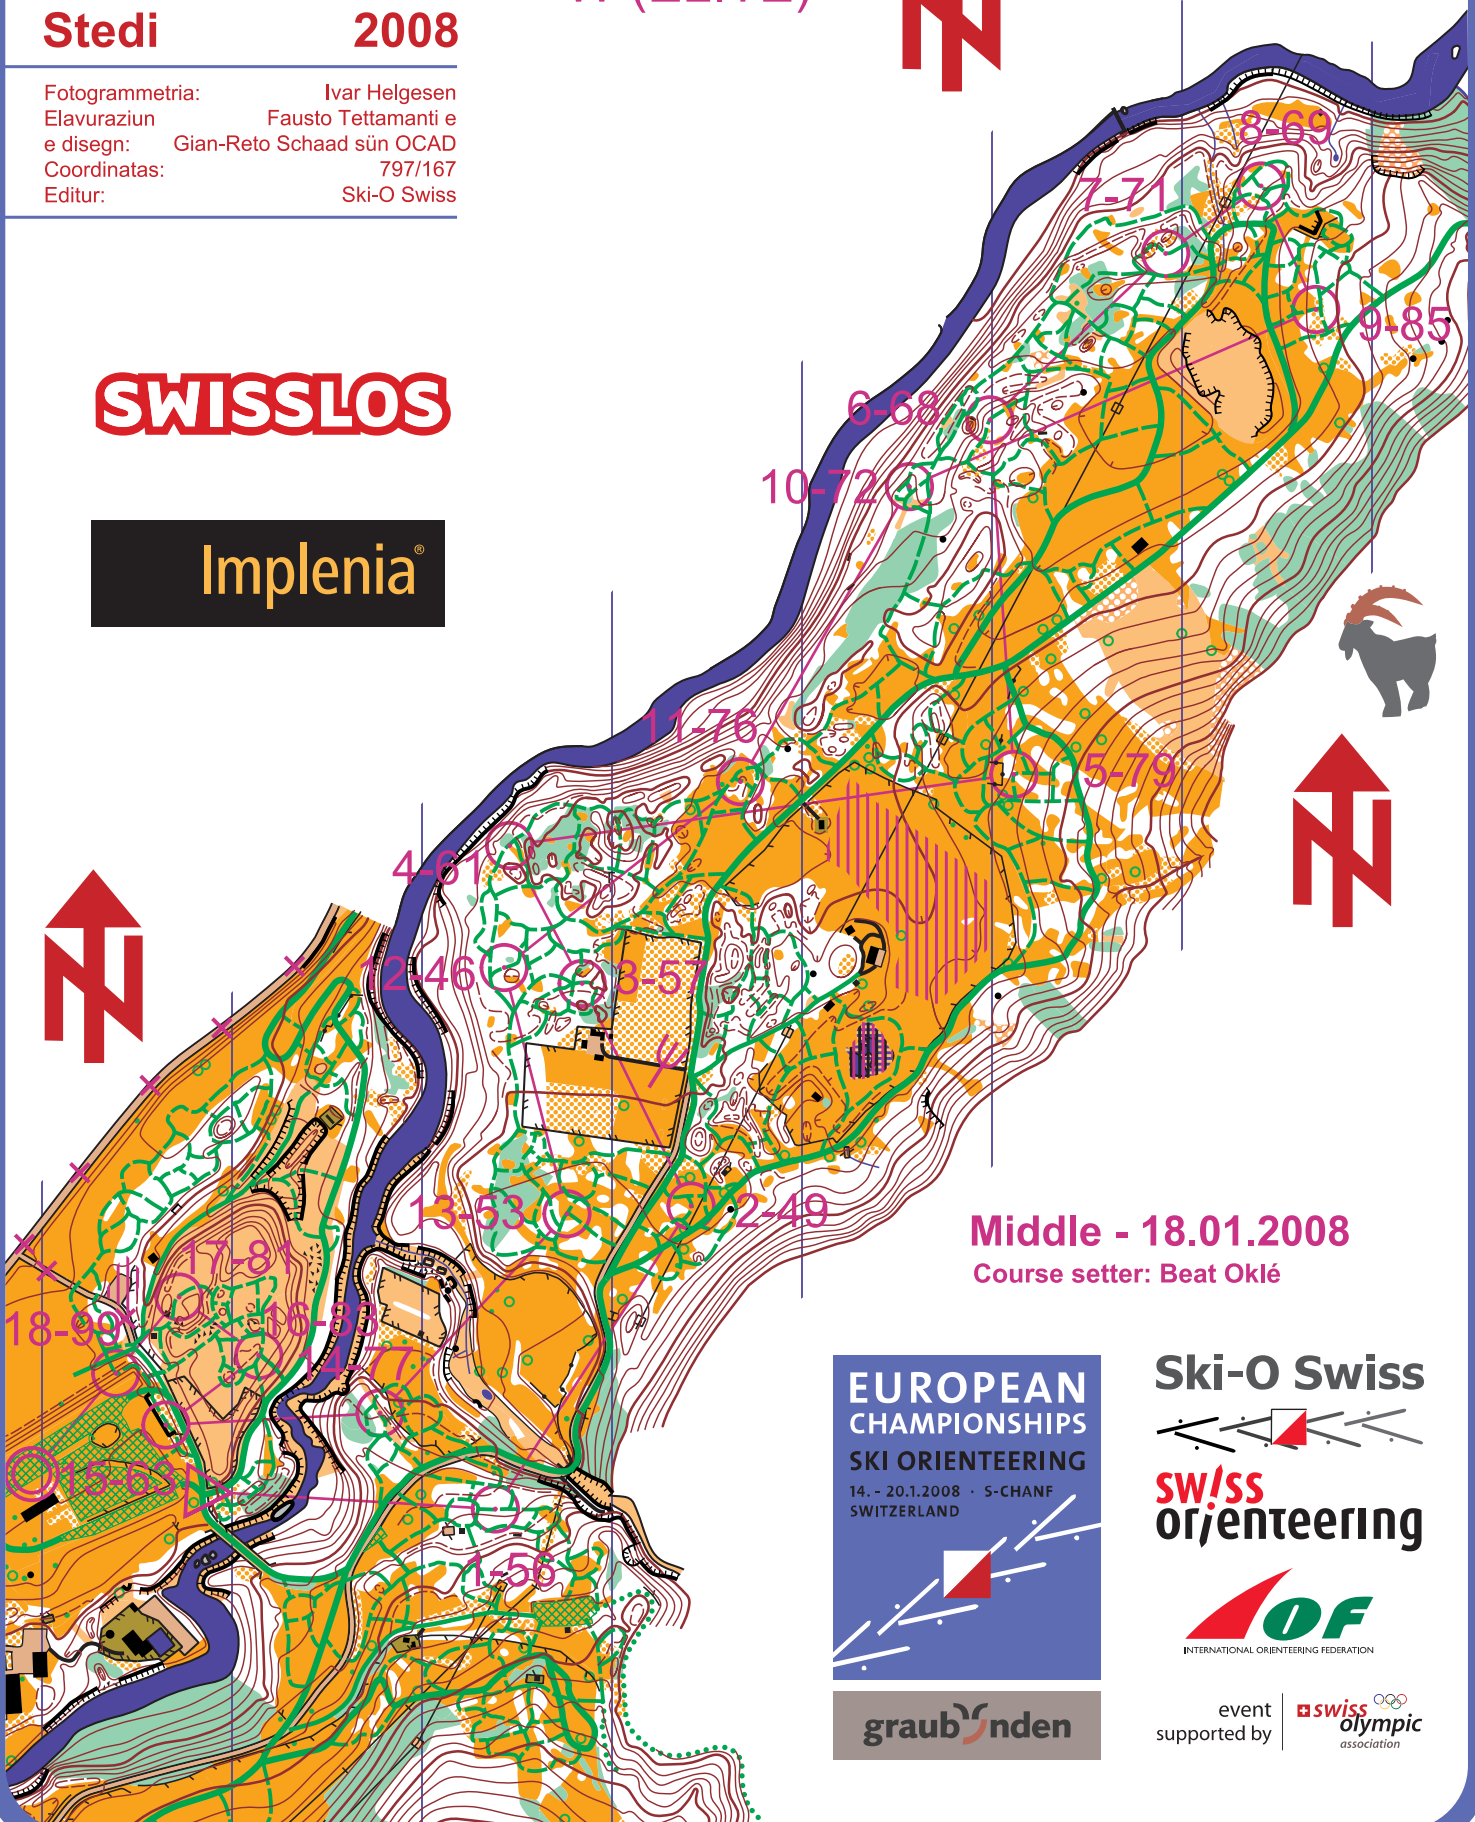 Stedi 2008
Fotogrammetria: Ivar Helgesen
Elavuraziun Fausto Tettamanti e
e disegn: Gian-Reto Schaad sün OCAD
Coordinatas: 797/167
Editur: Ski-O Swiss
N
SWISSLOS
Implenia®
8-69
7-71
9-85
6-68
10-72
11-76
5-79
4-61
N
N
12-46
3-57
13-53
2-49
17-81
16-83
18-99
14-77
15-63
1-56
Middle - 18.01.2008
Course setter: Beat Oklé
EUROPEAN
CHAMPIONSHIPS
SKI ORIENTEERING
14. - 20.1.2008 · S-CHANF
SWITZERLAND
graubünden
Ski-O Swiss
swiss
orienteering
IOF
INTERNATIONAL ORIENTEERING FEDERATION
event
supported by
swiss
olympic
association